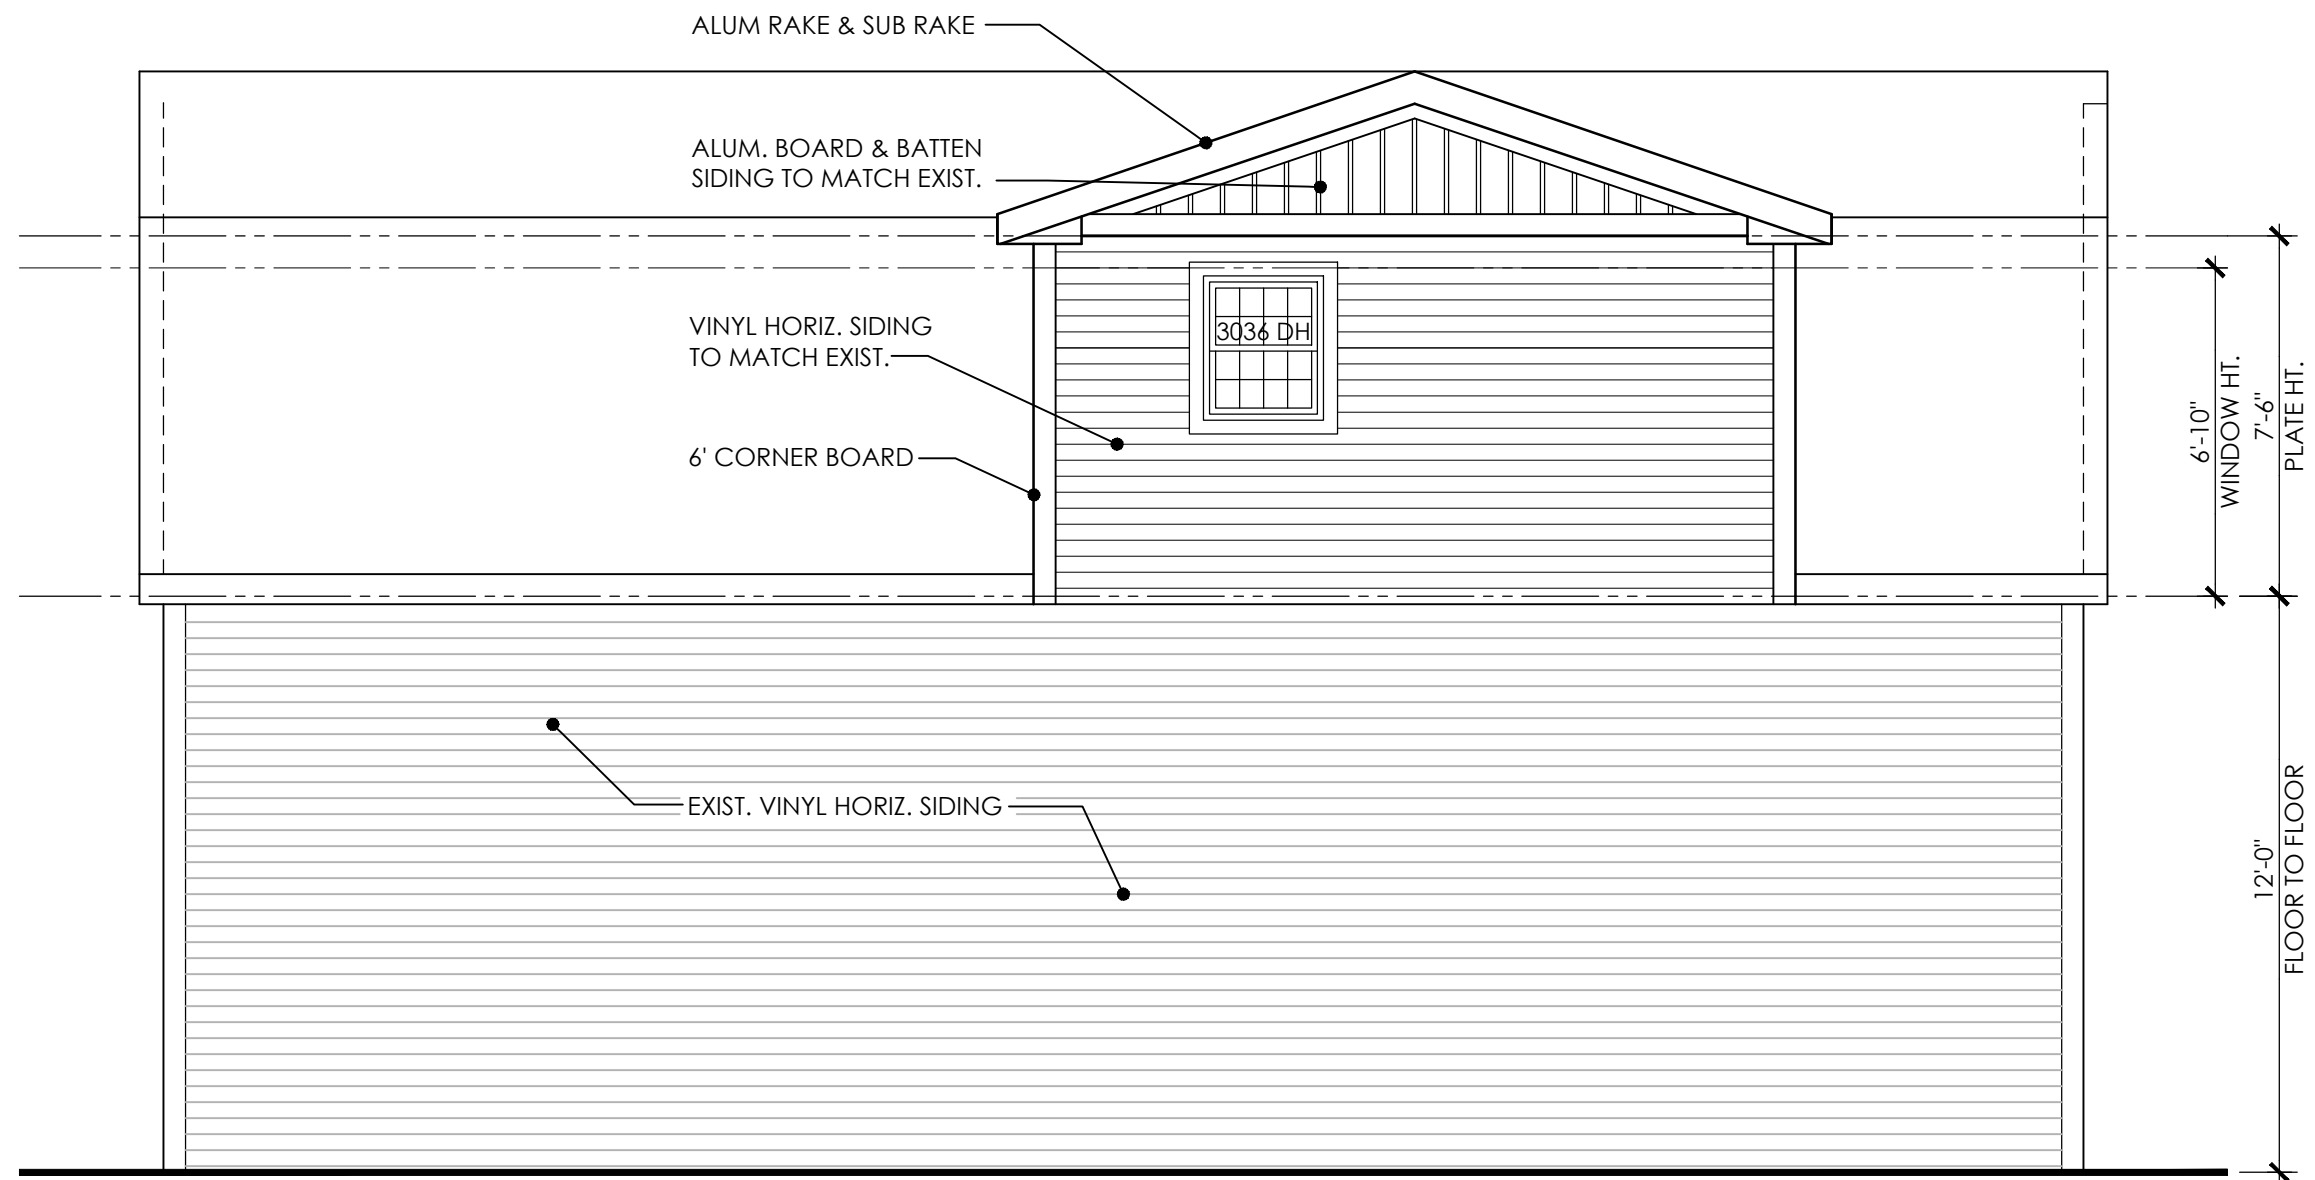 ALUM RAKE & SUB RAKE
ALUM. BOARD & BATTEN
SIDING TO MATCH EXIST.
VINYL HORIZ. SIDING
TO MATCH EXIST.
3036 DH
6' CORNER BOARD
6'-10"
WINDOW HT.
7'-6"
PLATE HT.
EXIST. VINYL HORIZ. SIDING
12'-0"
FLOOR TO FLOOR